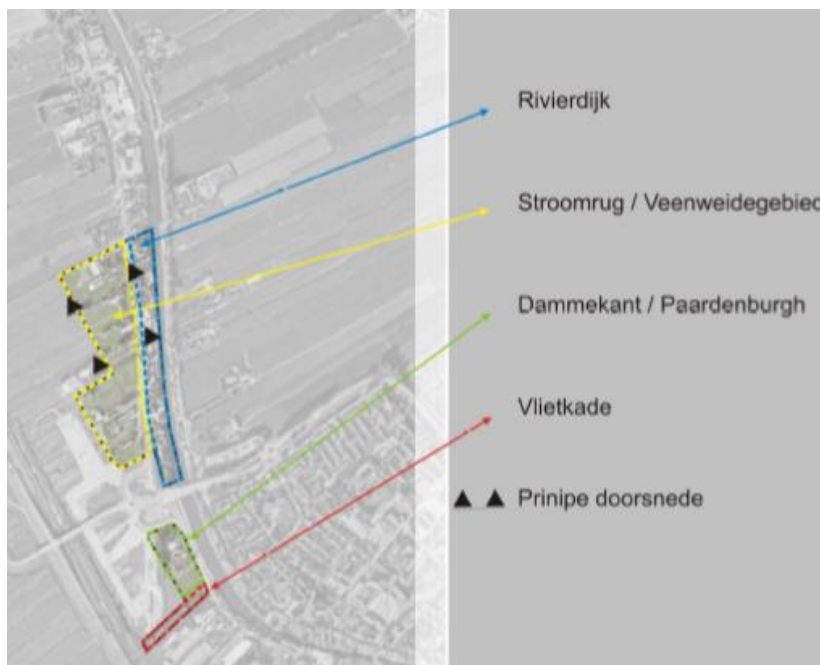 Rivierdijk
Stroomrug / Veenweidegebied
Dammekant / Paardenburgh
Vlietkade
Prinipe doorsnede